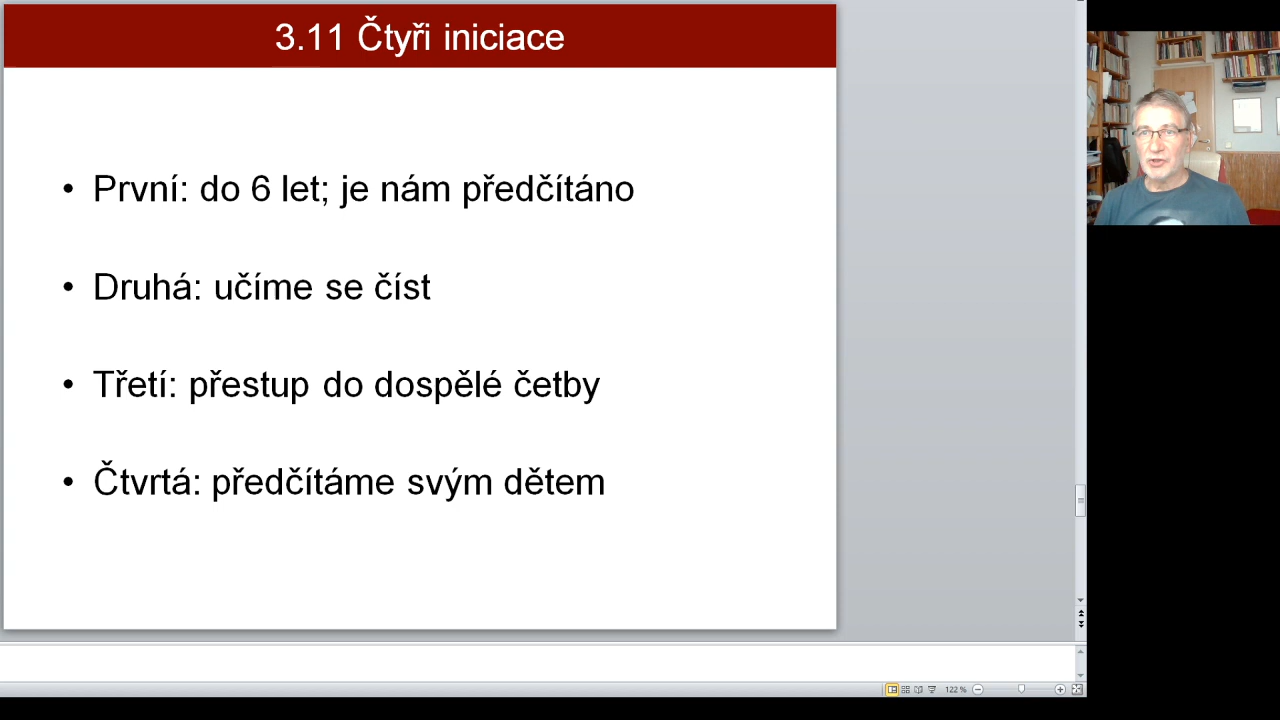 3.11 Čtyři iniciace
• První: do 6 let; je nám předčítáno
• Druhá: učíme se číst
• Třetí: přestup do dospělé četby
• Čtvrtá: předčítáme svým dětem
122 %